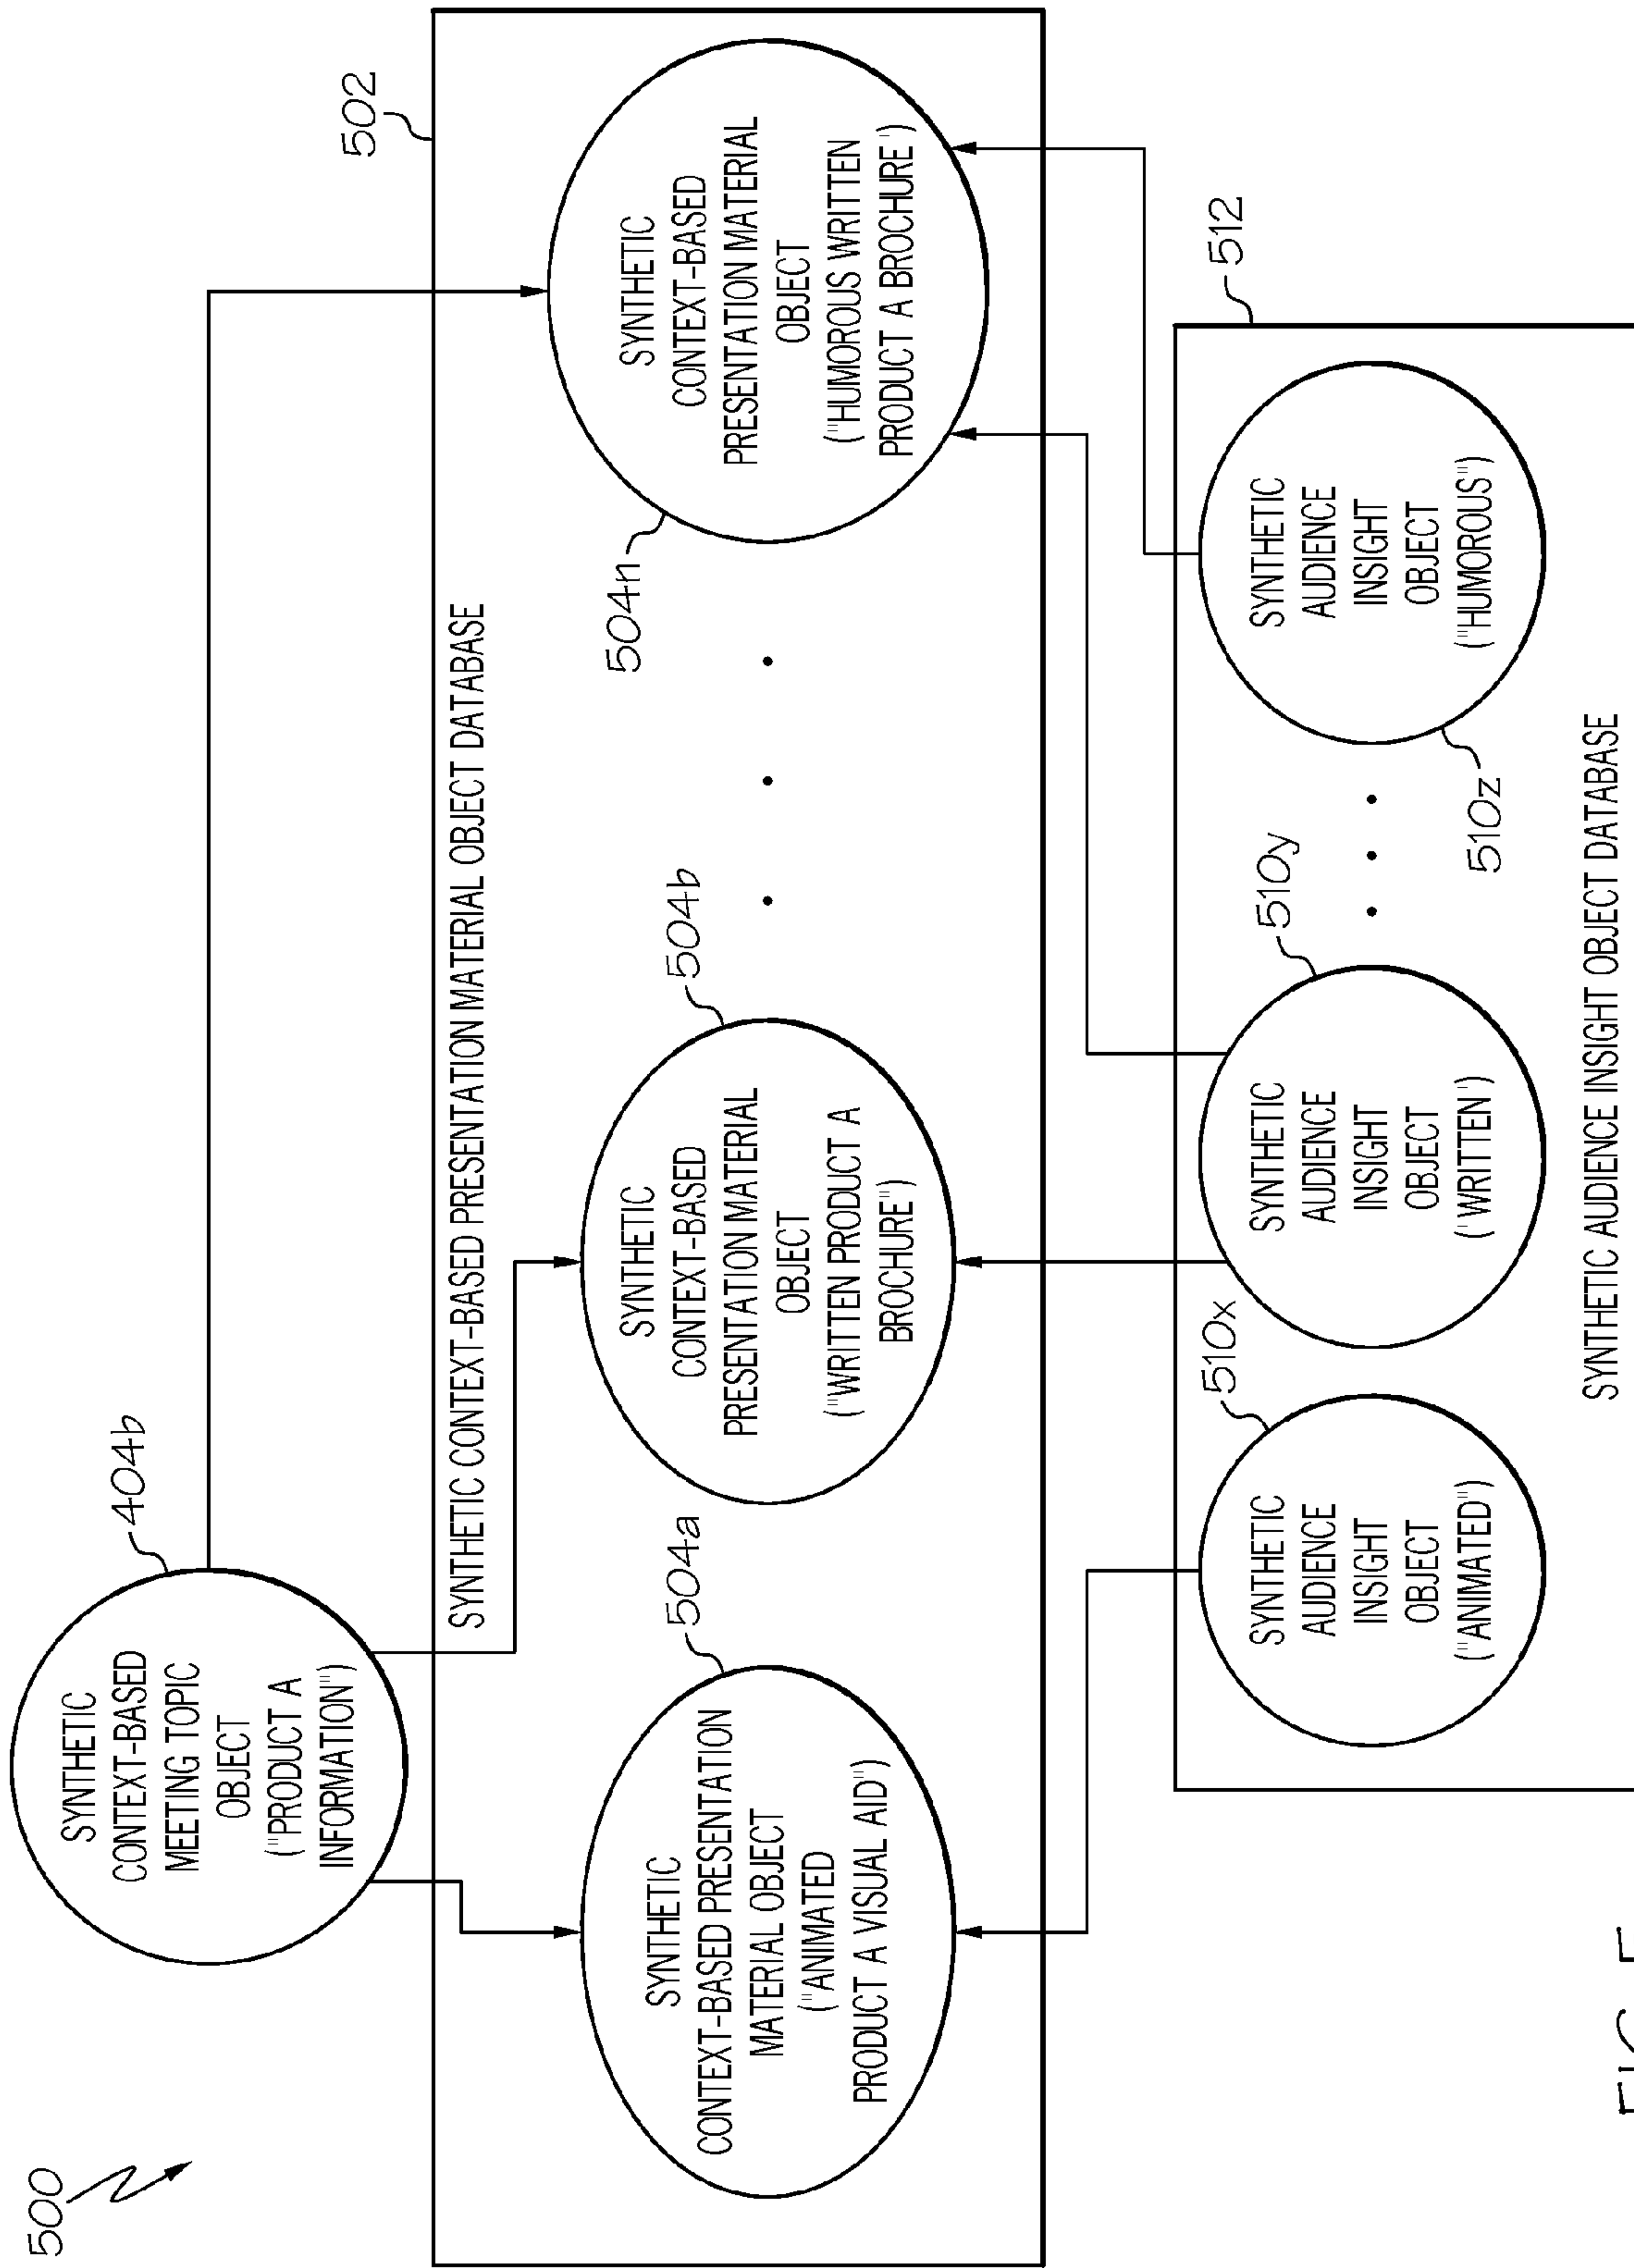 500
SYNTHETIC
CONTEXT-BASED
MEETING TOPIC
OBJECT
("PRODUCT A
INFORMATION")
404b
502
SYNTHETIC CONTEXT-BASED PRESENTATION MATERIAL OBJECT DATABASE
SYNTHETIC
CONTEXT-BASED PRESENTATION
MATERIAL OBJECT
("ANIMATED
PRODUCT A VISUAL AID")
504a
SYNTHETIC
CONTEXT-BASED
PRESENTATION MATERIAL
OBJECT
("WRITTEN PRODUCT A
BROCHURE")
504b
. . .
SYNTHETIC
CONTEXT-BASED
PRESENTATION MATERIAL
OBJECT
("HUMOROUS WRITTEN
PRODUCT A BROCHURE')
504n
512
SYNTHETIC
AUDIENCE
INSIGHT
OBJECT
("ANIMATED")
510x
SYNTHETIC
AUDIENCE
INSIGHT
OBJECT
('WRITTEN')
510y
. . .
SYNTHETIC
AUDIENCE
INSIGHT
OBJECT
("HUMOROUS")
510z
SYNTHETIC AUDIENCE INSIGHT OBJECT DATABASE